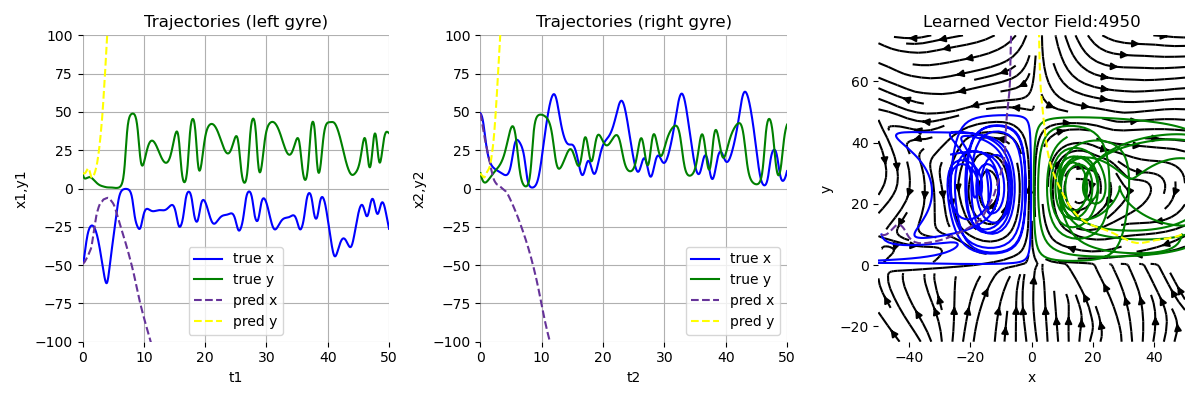 Trajectories (left gyre)
100
75
50
25
0
−25
−50
−75
−100
x1,y1
0
10
20
30
40
50
t1
true x
true y
pred x
pred y
Trajectories (right gyre)
100
75
50
25
0
−25
−50
−75
−100
x2,y2
0
10
20
30
40
50
t2
true x
true y
pred x
pred y
Learned Vector Field:4950
60
40
20
0
−20
y
−40
−20
0
20
40
x